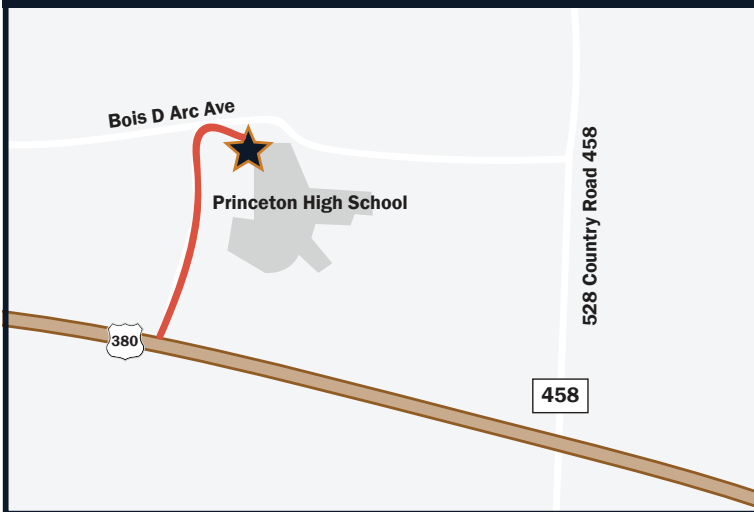 Bois D Arc Ave
Princeton High School
528 Country Road 458
380
458